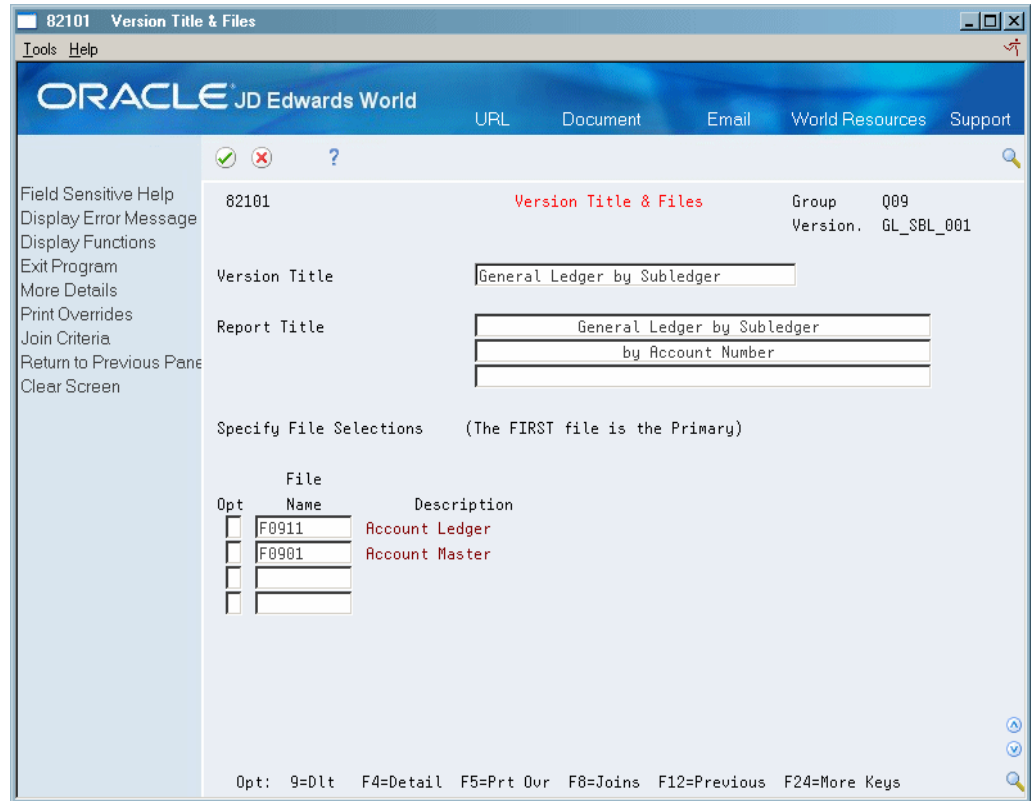 82101 Version Title & Files
Tools Help
ORACLE JD Edwards World
URL Document Email World Resources Support
?
Field Sensitive Help
Display Error Message
Display Functions
Exit Program
More Details
Print Overrides
Join Criteria
Return to Previous Pane
Clear Screen
82101 Version Title & Files Group Q09
Version. GL_SBL_001
Version Title General Ledger by Subledger
Report Title General Ledger by Subledger
by Account Number
Specify File Selections (The FIRST file is the Primary)
File
Opt Name Description
F0911 Account Ledger
F0901 Account Master
Opt: 9=Dlt F4=Detail F5=Prt Ovr F8=Joins F12=Previous F24=More Keys